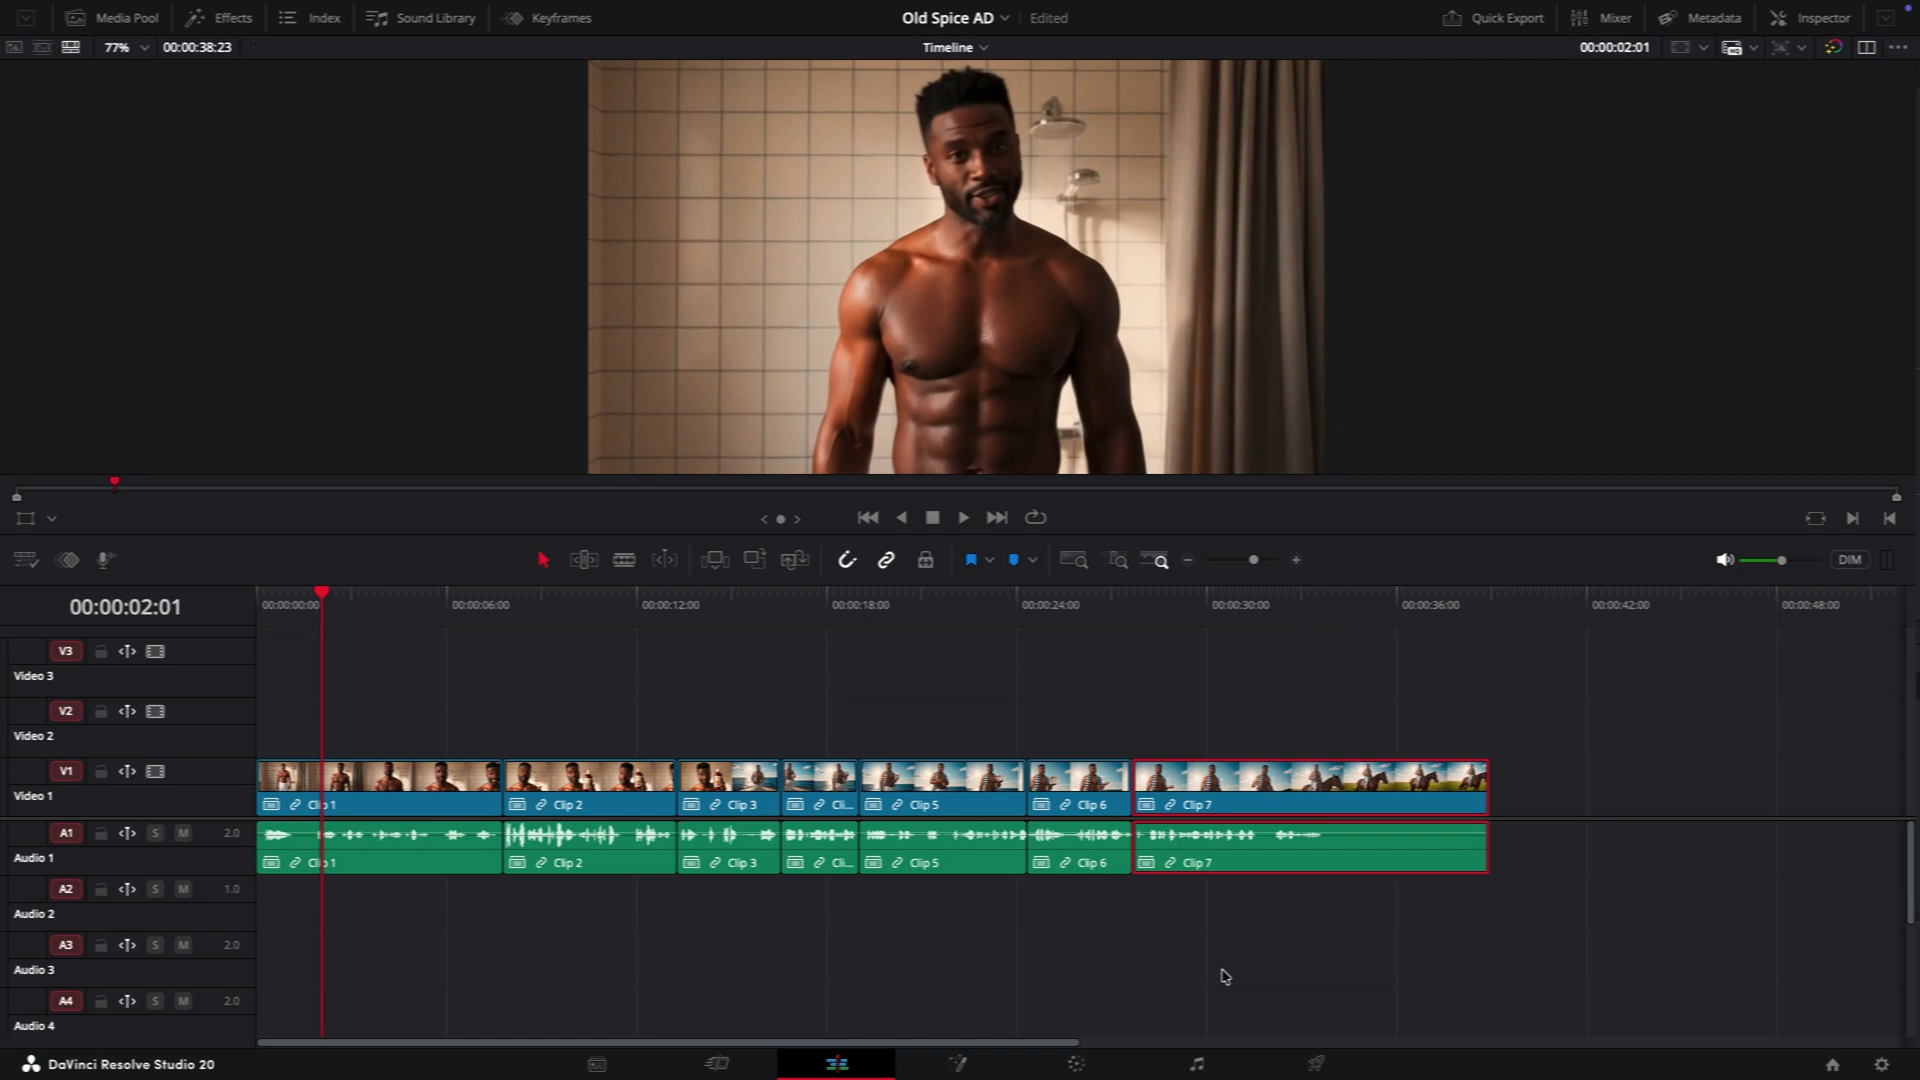 Media Pool Effects Index Sound Library Keyframes Old Spice AD Edited Quick Export Mixer Metadata Inspector
77% 00:00:38:23 Timeline 00:00:02:01
DIM
00:00:02:01 00:00:00:00 00:00:06:00 00:00:12:00 00:00:18:00 00:00:24:00 00:00:30:00 00:00:36:00 00:00:42:00 00:00:48:00
V3
Video 3
V2
Video 2
V1
Video 1 Clip 1 Clip 2 Clip 3 Cli... Clip 5 Clip 6 Clip 7
A1 S M 2.0
Audio 1 Clip 1 Clip 2 Clip 3 Cli... Clip 5 Clip 6 Clip 7
A2 S M 1.0
Audio 2
A3 S M 2.0
Audio 3
A4 S M 2.0
Audio 4
DaVinci Resolve Studio 20